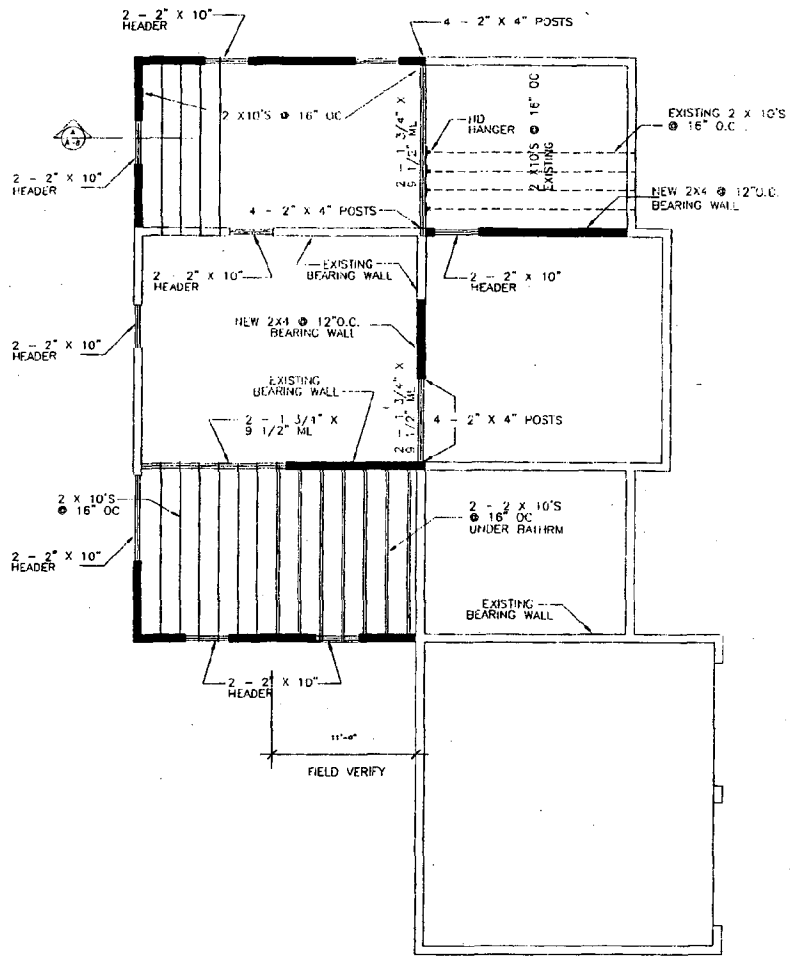 2 - 2" X 10"
HEADER
4 - 2" X 4" POSTS
2 X10'S @ 16" OC
2 - 1 3/4" X
9 1/2" ML
HD
HANGER
2 X10'S @ 16" OC
EXISTING
EXISTING 2 X 10'S
@ 16" O.C.
A
A-8
2 - 2" X 10"
HEADER
4 - 2" X 4" POSTS
NEW 2X4 @ 12"O.C.
BEARING WALL
2 - 2" X 10"
HEADER
EXISTING
BEARING WALL
2 - 2" X 10"
HEADER
NEW 2X4 @ 12"O.C.
BEARING WALL
2 - 2" X 10"
HEADER
EXISTING
BEARING WALL
2 - 1 3/4" X
9 1/2" ML
2 - 1 3/4" X
9 1/2" ML
4 - 2" X 4" POSTS
2 X 10'S
@ 16" OC
2 - 2 X 10'S
@ 16" OC
UNDER BATHRM
2 - 2" X 10"
HEADER
EXISTING
BEARING WALL
2 - 2" X 10"
HEADER
11'-0"
FIELD VERIFY